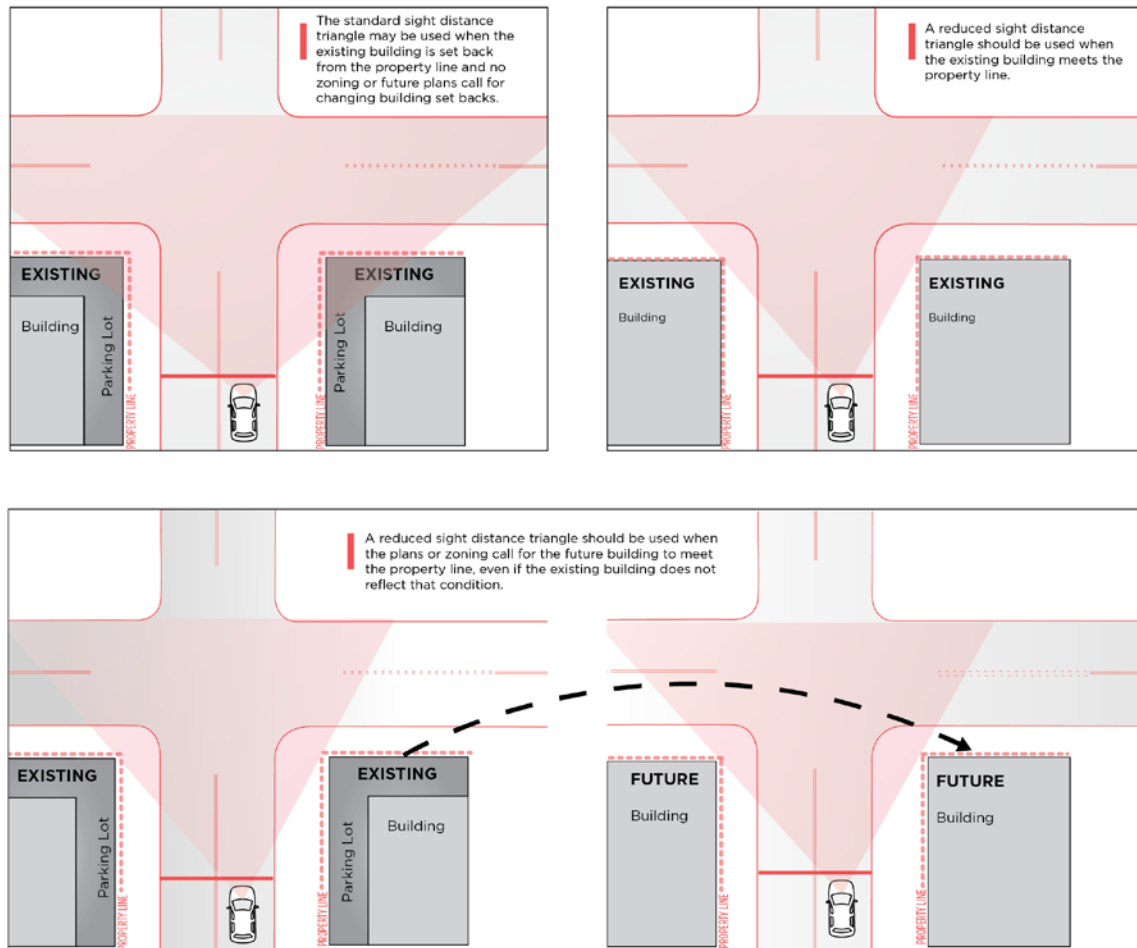 The standard sight distance
triangle may be used when the
existing building is set back
from the property line and no
zoning or future plans call for
changing building set backs.
EXISTING
Building
Parking Lot
PROPERTY LINE
EXISTING
Parking Lot
Building
PROPERTY LINE
A reduced sight distance
triangle should be used when
the existing building meets the
property line.
EXISTING
Building
PROPERTY LINE
EXISTING
Building
PROPERTY LINE
A reduced sight distance triangle should be used when
the plans or zoning call for the future building to meet
the property line, even if the existing building does not
reflect that condition.
EXISTING
Parking Lot
PROPERTY LINE
EXISTING
Parking Lot
Building
PROPERTY LINE
FUTURE
Building
PROPERTY LINE
FUTURE
Building
PROPERTY LINE